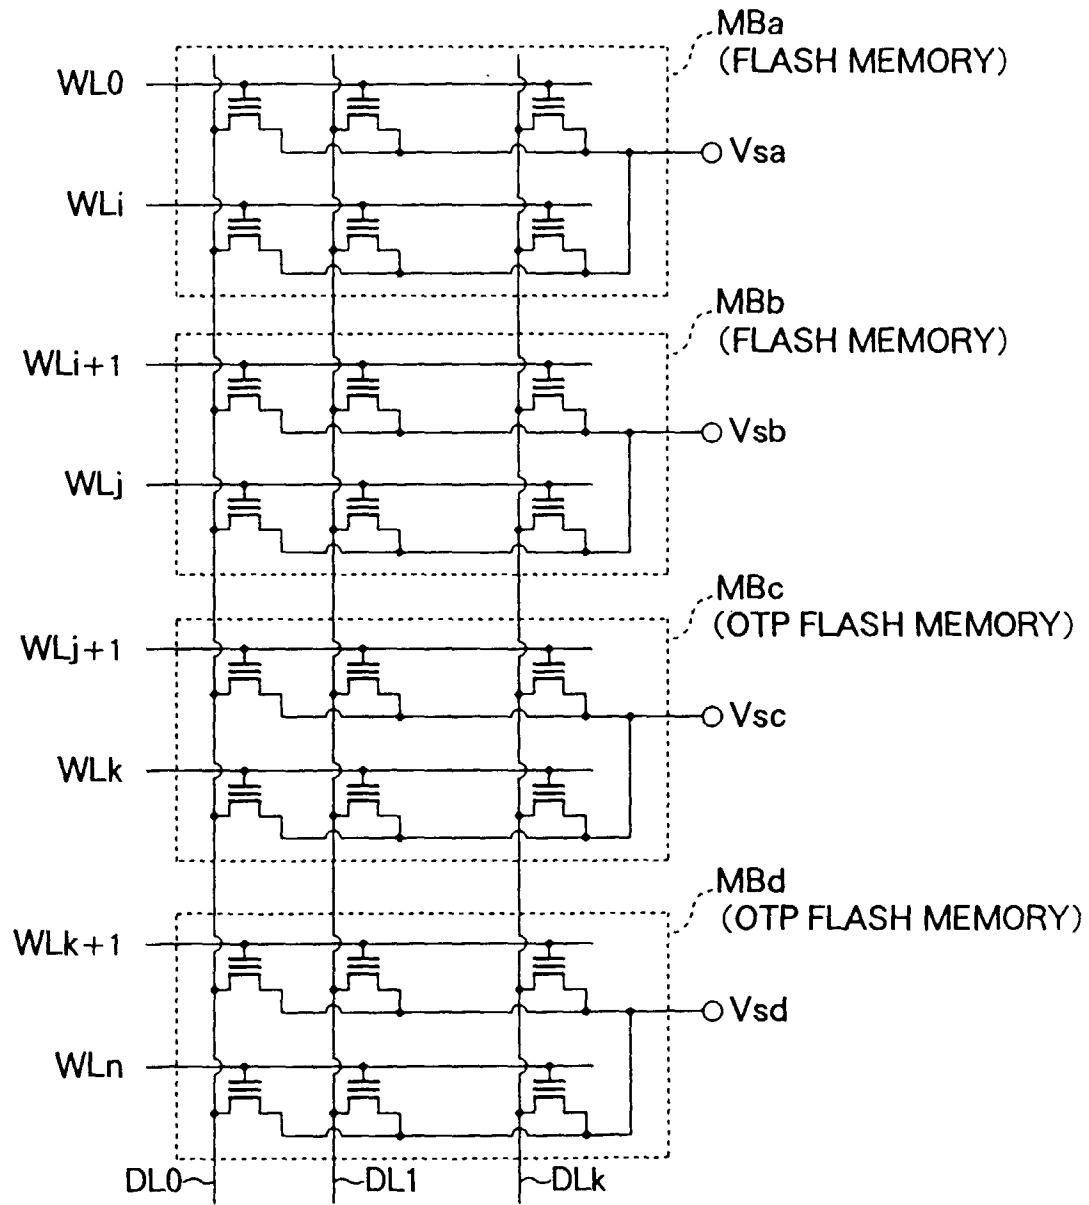 MBa
(FLASH MEMORY)
WL0
Vsa
WLi
MBb
(FLASH MEMORY)
WLi+1
Vsb
WLj
MBc
(OTP FLASH MEMORY)
WLj+1
Vsc
WLk
MBd
(OTP FLASH MEMORY)
WLk+1
Vsd
WLn
DL0
DL1
DLk